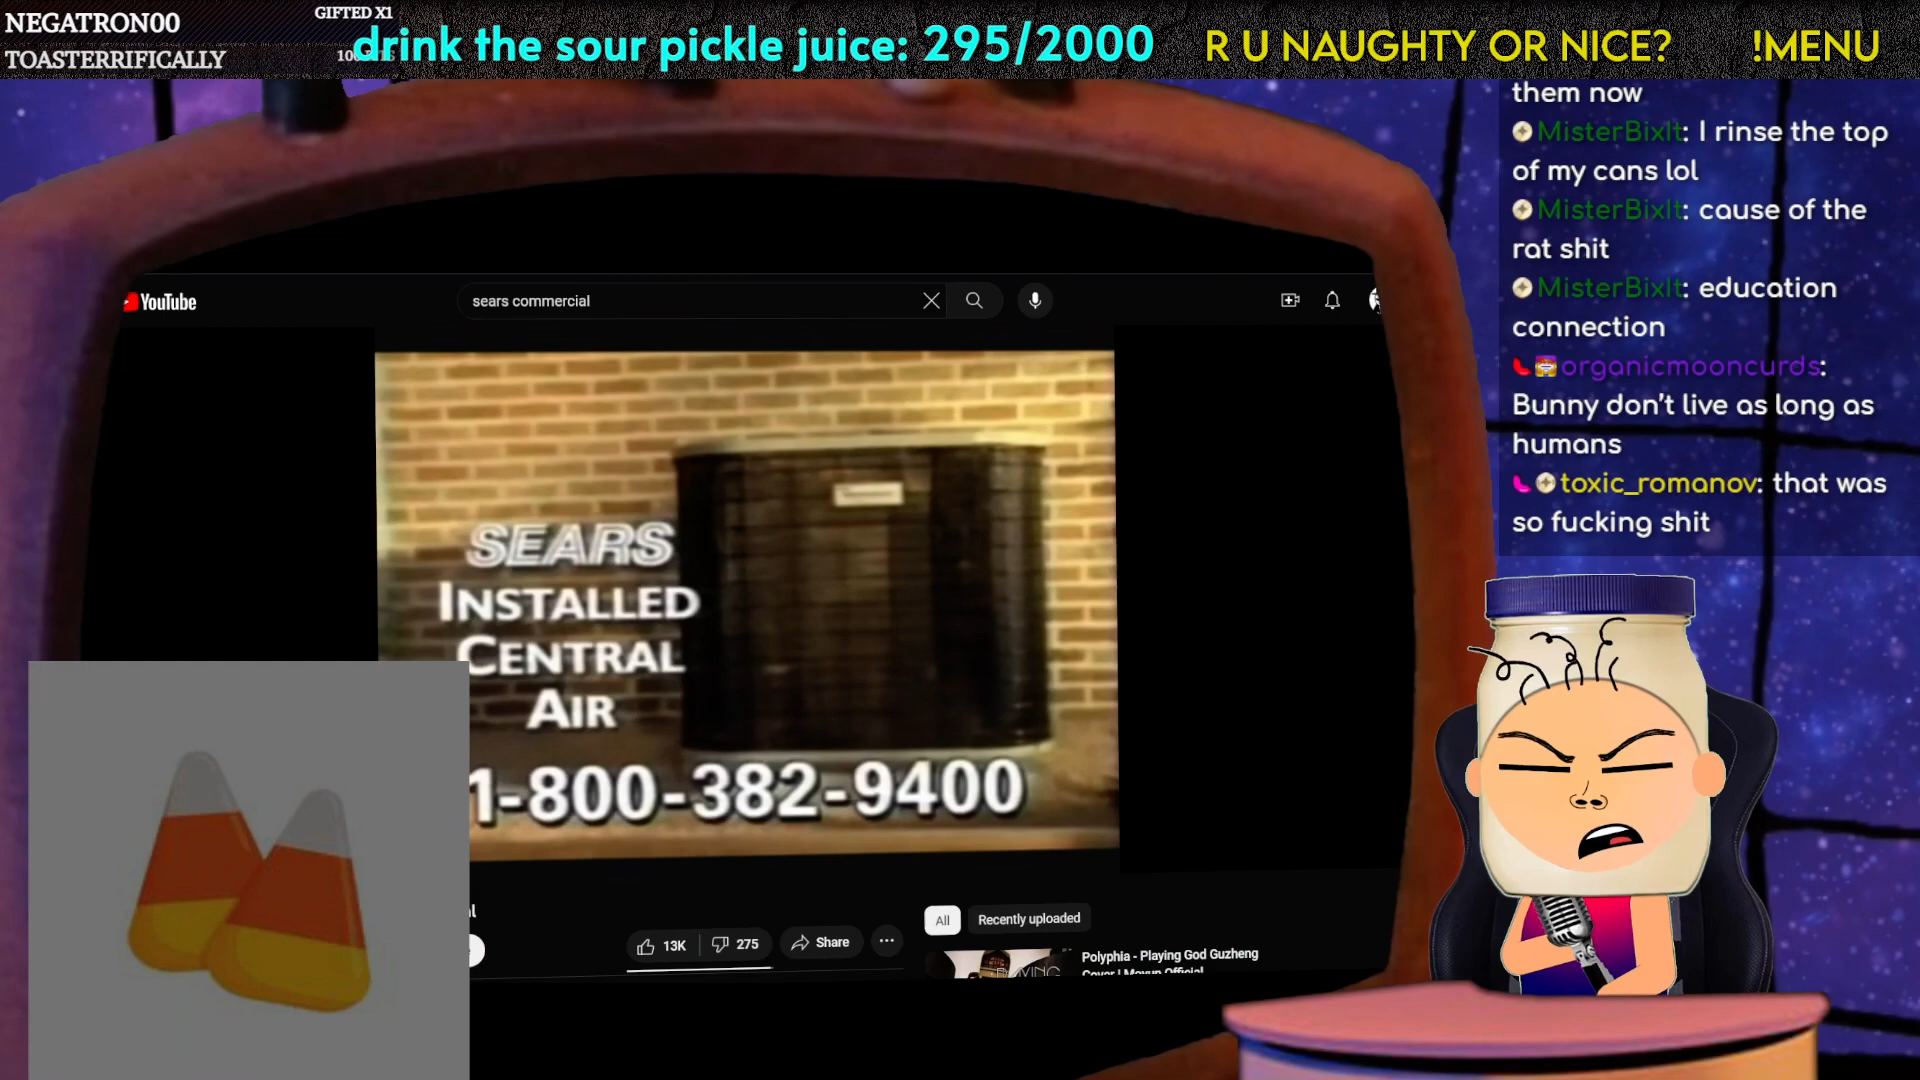 NEGATRON00
GIFTED X1
TOASTERRIFICALLY
drink the sour pickle juice: 295/2000
R U NAUGHTY OR NICE?
!MENU
them now
MisterBixIt: I rinse the top
of my cans lol
MisterBixIt: cause of the
rat shit
MisterBixIt: education
connection
organicmooncurds:
Bunny don't live as long as
humans
toxic_romanov: that was
so fucking shit
YouTube
sears commercial
SEARS
INSTALLED
CENTRAL
AIR
1-800-382-9400
13K
275
Share
All
Recently uploaded
Polyphia - Playing God Guzheng